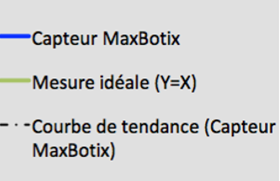 Capteur MaxBotix
Mesure idéale (Y=X)
Courbe de tendance (Capteur
MaxBotix)